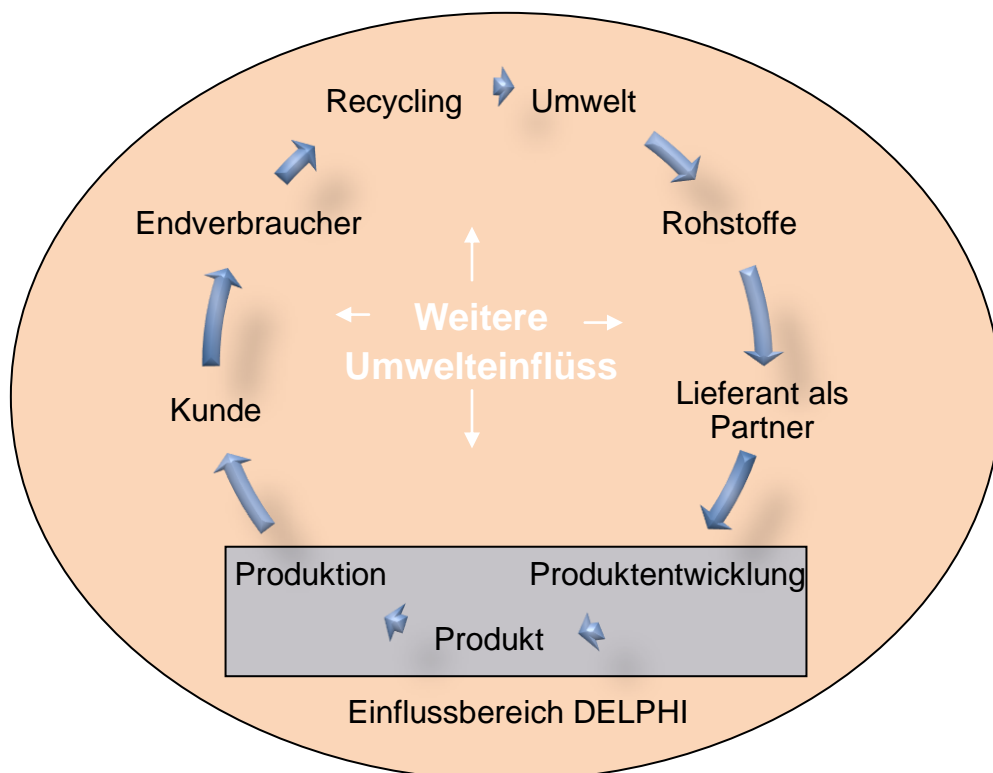 Recycling Umwelt
Endverbraucher Rohstoffe
Weitere
Umwelteinflüss
Kunde Lieferant als
Partner
Produktion Produktentwicklung
Produkt
Einflussbereich DELPHI